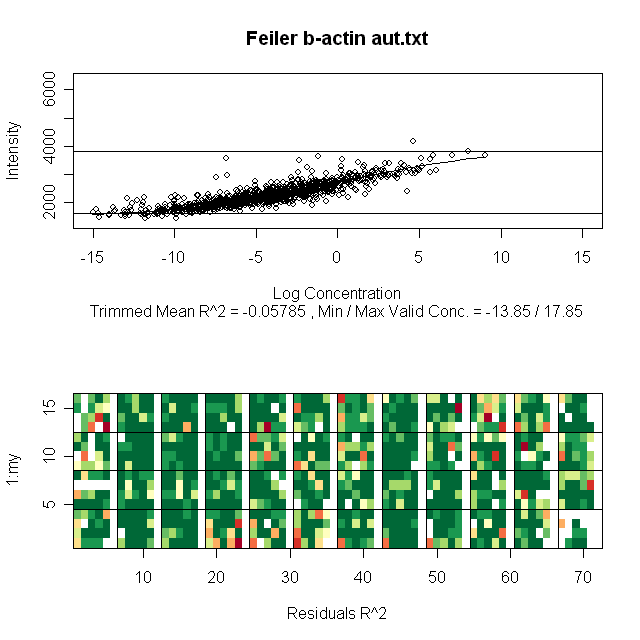 Feiler b-actin aut.txt
6000
4000
2000
Intensity
-15 -10 -5 0 5 10 15
Log Concentration
Trimmed Mean R^2 = -0.05785 , Min / Max Valid Conc. = -13.85 / 17.85
15
10
5
1:my
10 20 30 40 50 60 70
Residuals R^2